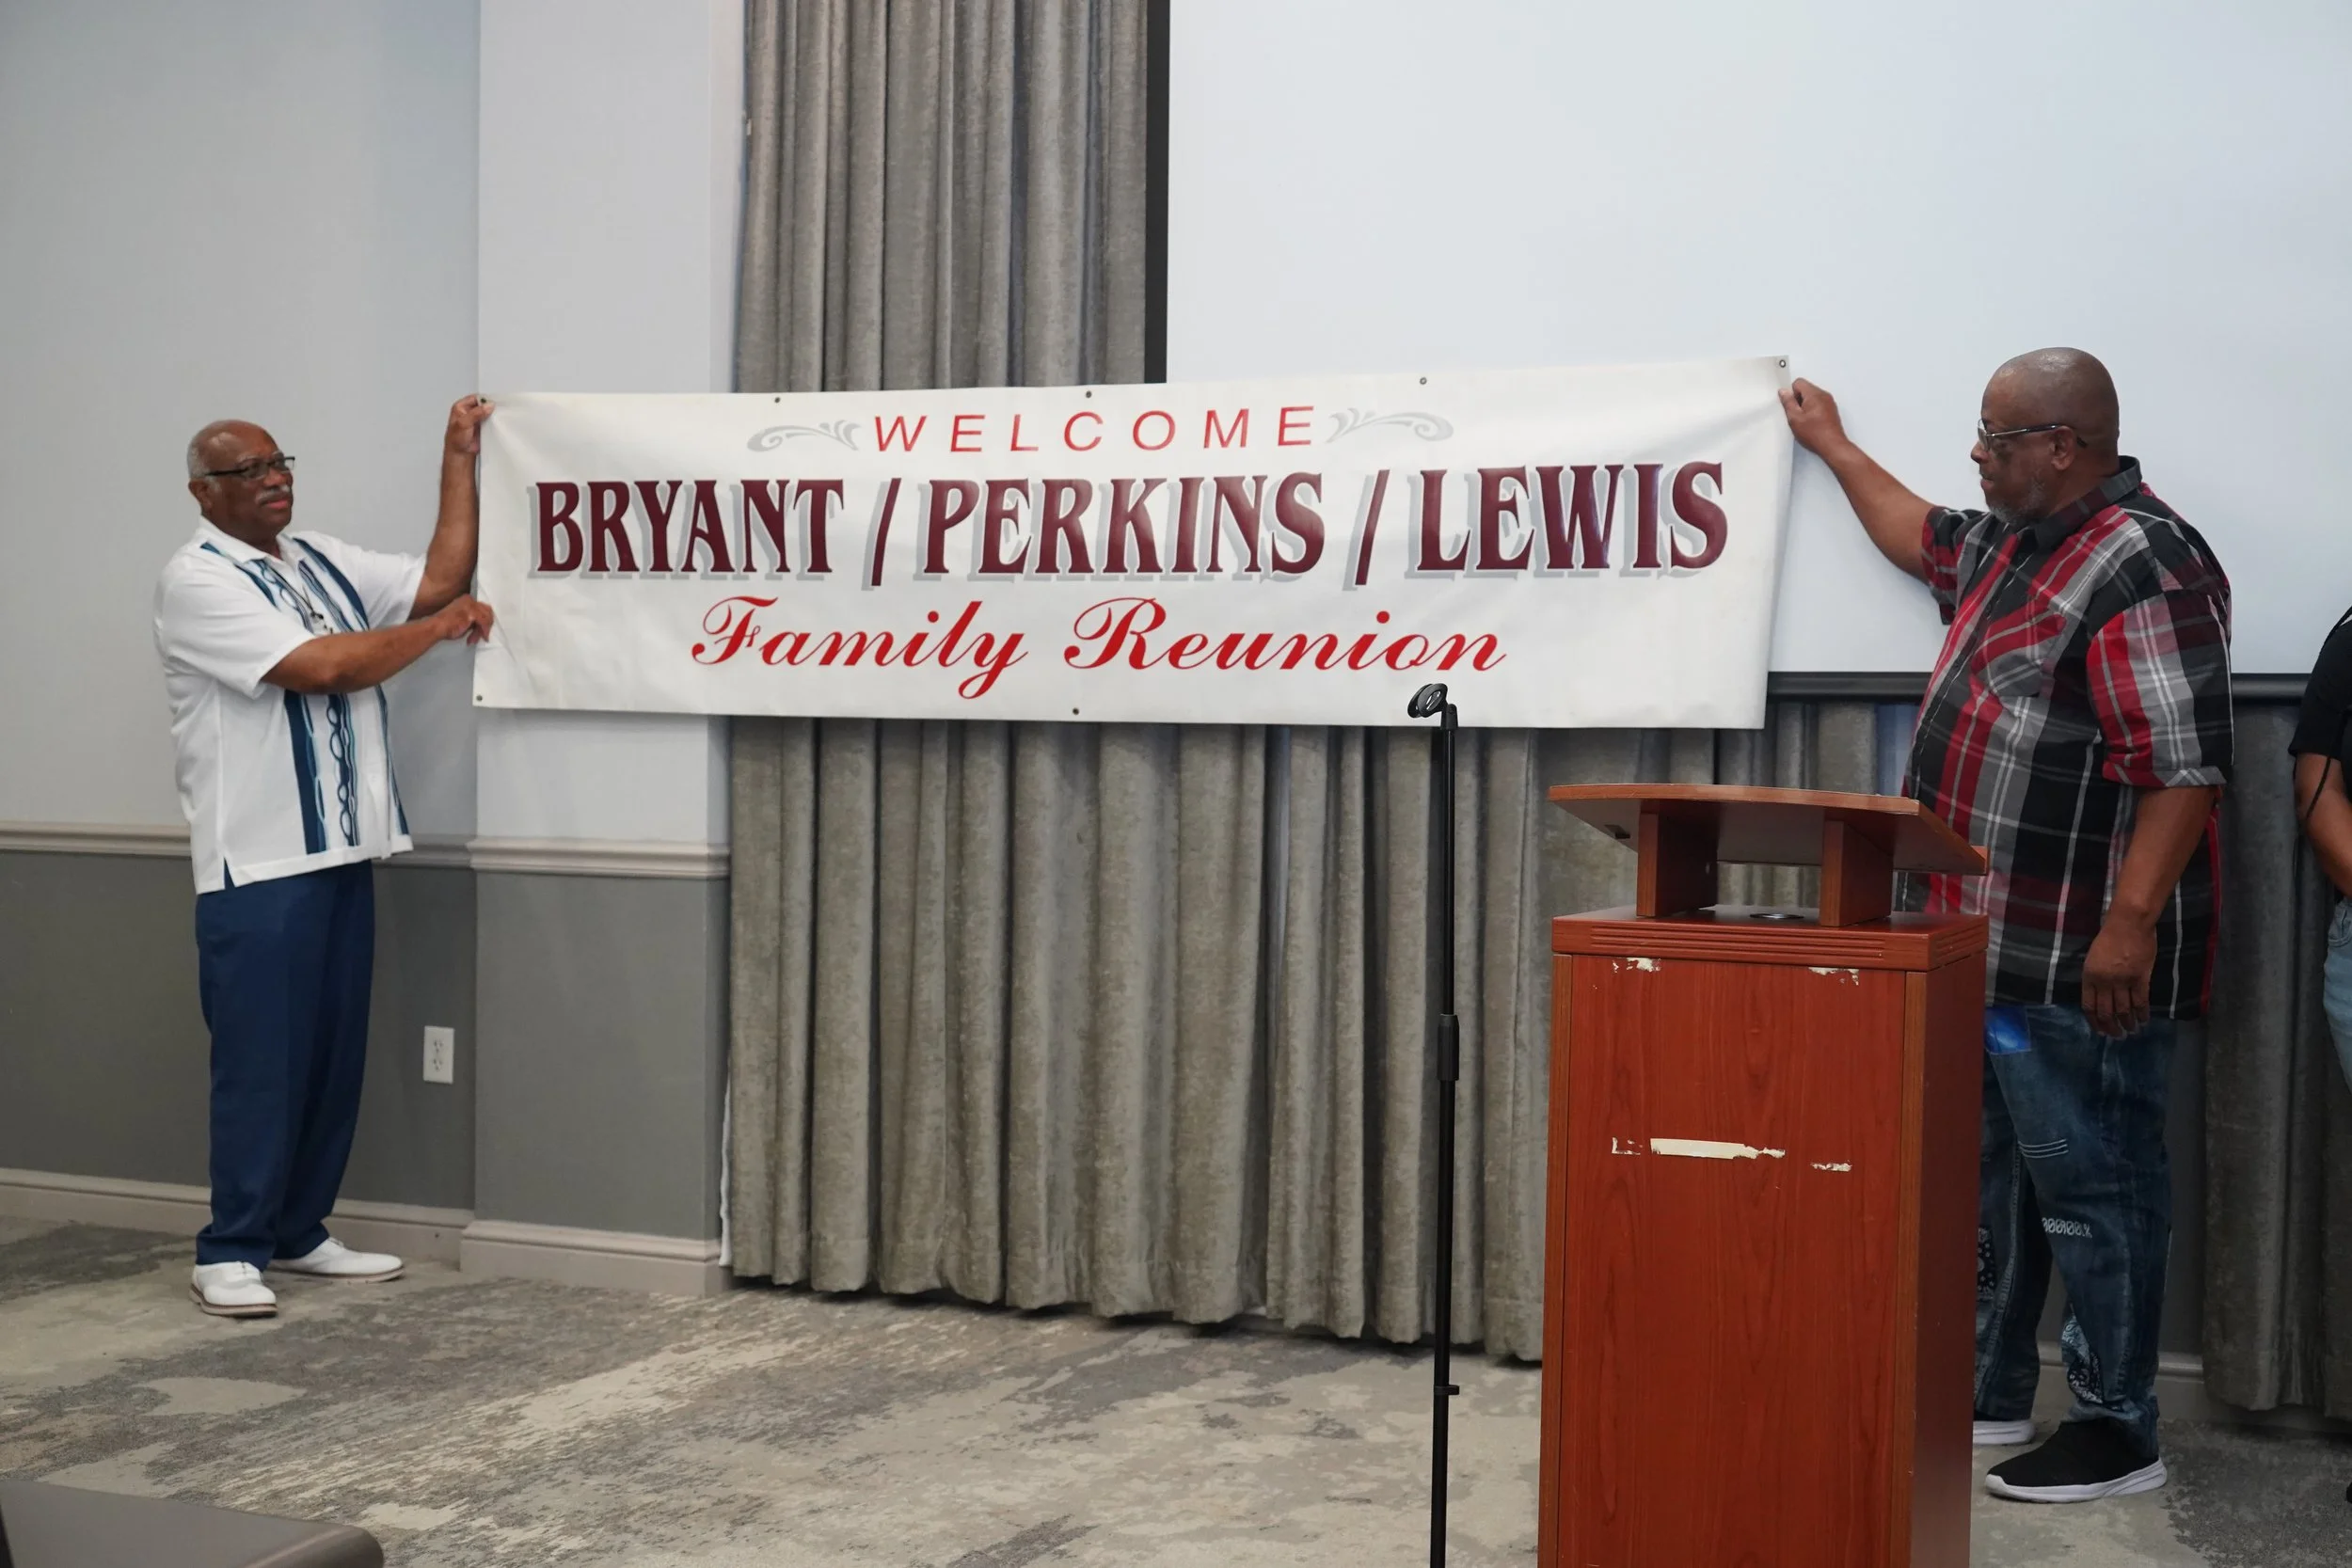 WELCOME
BRYANT / PERKINS / LEWIS
Family Reunion